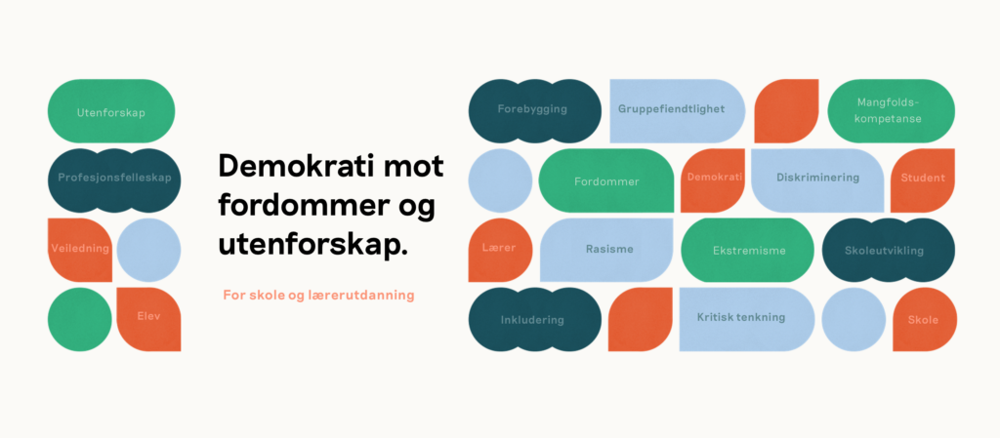 Utenforskap
Profesjonsfelleskap
Veiledning
Elev
Demokrati mot
fordommer og
utenforskap.
For skole og lærerutdanning
Forebygging
Gruppefiendtlighet
Mangfolds-
kompetanse
Fordommer
Demokrati
Diskriminering
Student
Lærer
Rasisme
Ekstremisme
Skoleutvikling
Inkludering
Kritisk tenkning
Skole